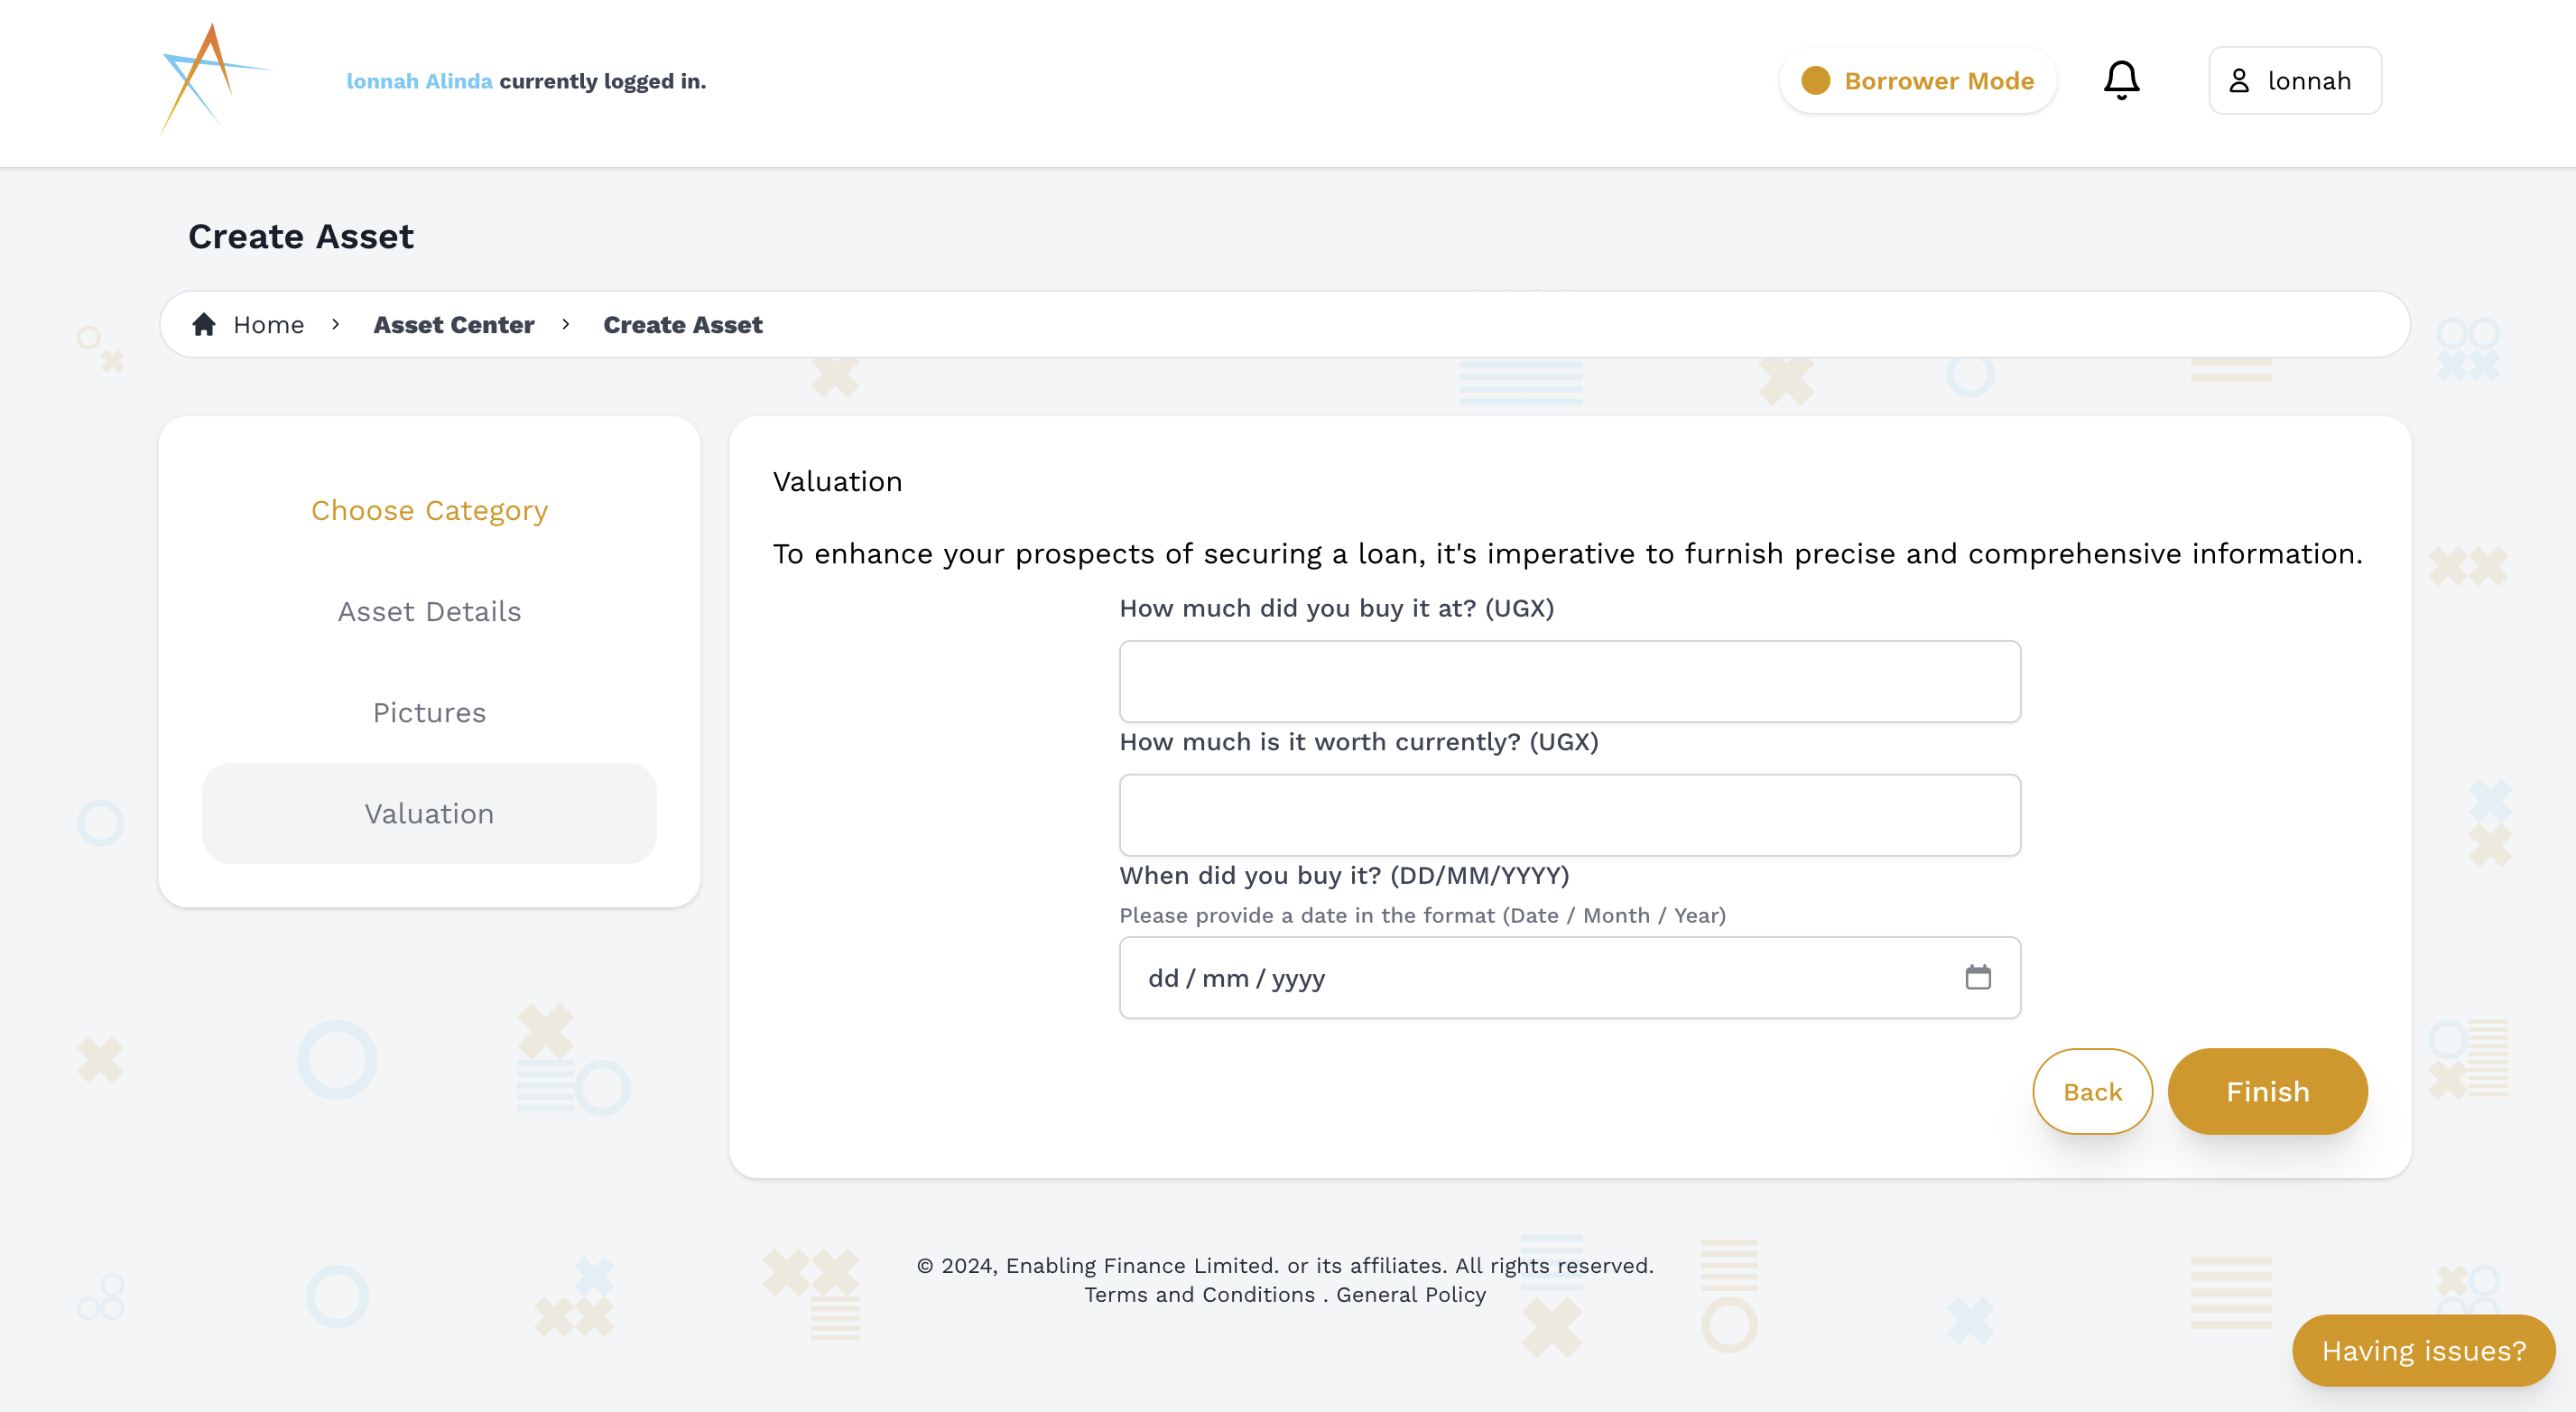 lonnah Alinda currently logged in.
Borrower Mode
lonnah
Create Asset
Home
Asset Center
Create Asset
Choose Category
Asset Details
Pictures
Valuation
Valuation
To enhance your prospects of securing a loan, it's imperative to furnish precise and comprehensive information.
How much did you buy it at? (UGX)
How much is it worth currently? (UGX)
When did you buy it? (DD/MM/YYYY)
Please provide a date in the format (Date / Month / Year)
dd / mm / yyyy
Back
Finish
© 2024, Enabling Finance Limited. or its affiliates. All rights reserved.
Terms and Conditions . General Policy
Having issues?